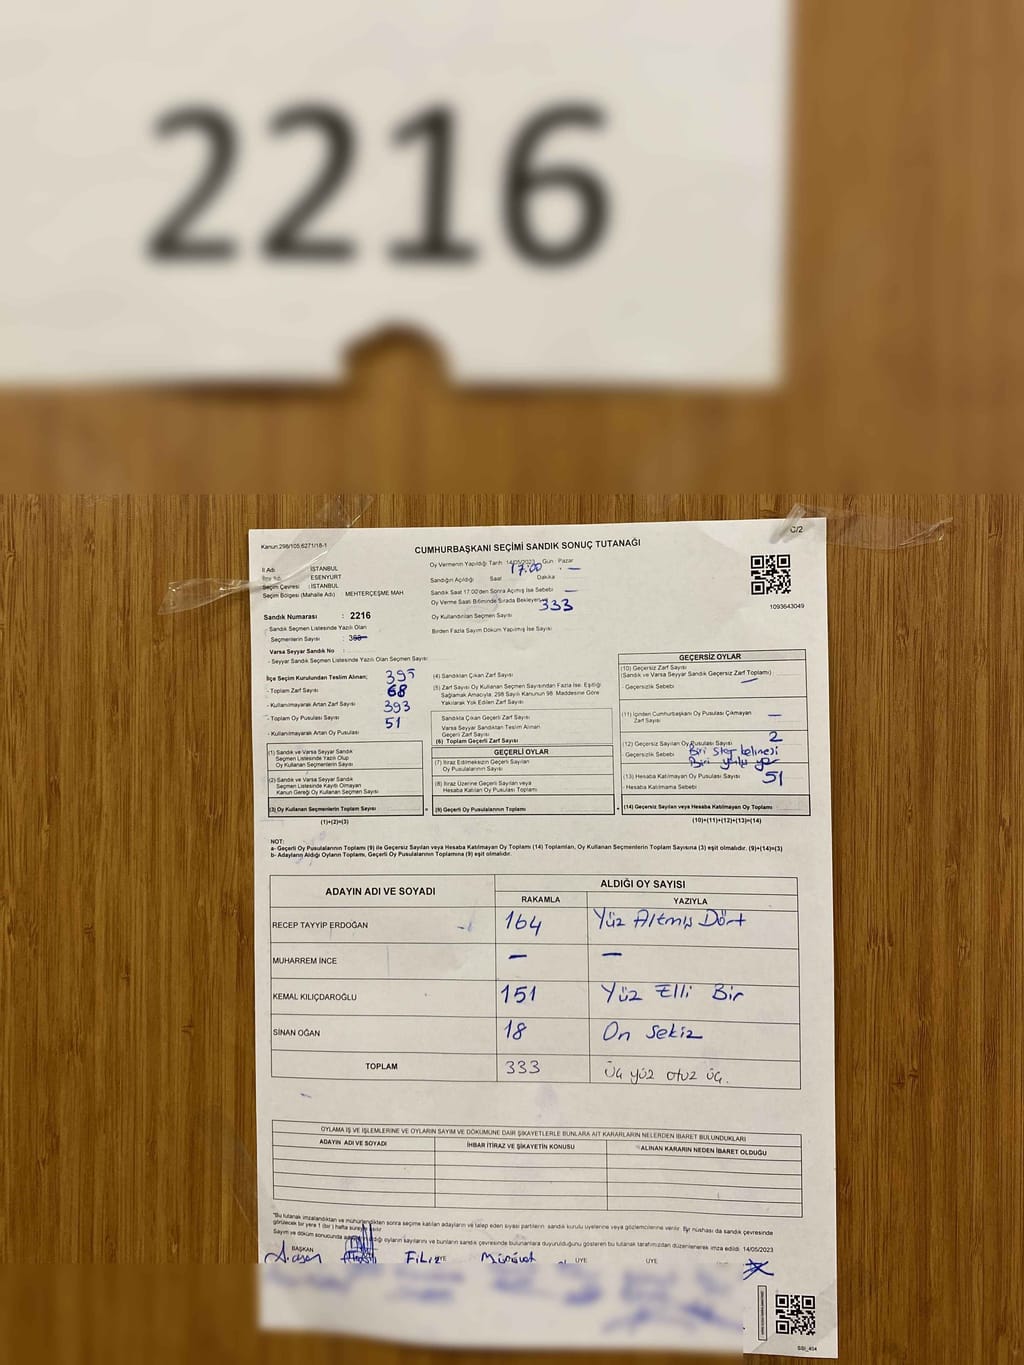 2216
C/2
Kanun,298/105,6271/18-1
CUMHURBAŞKANI SEÇİMİ SANDIK SONUÇ TUTANAĞI
İl Adı : İSTANBUL
İlçe Adı : ESENYURT
Seçim Çevresi : İSTANBUL
Seçim Bölgesi (Mahalle Adı) MEHTERÇEŞME MAH.
Sandık Numarası : 2216
- Sandık Seçmen Listesinde Yazılı Olan
Seçmenlerin Sayısı :
Varsa Seyyar Sandık No :
- Seyyar Sandık Seçmen Listesinde Yazılı Olan Seçmen Sayısı:
Oy Vermenin Yapıldığı Tarih 14/05/2023 Gün : Pazar
17:00
Sandığın Açıldığı Saat Dakika
Sandık Saat 17.00'den Sonra Açılmış İse Sebebi
Oy Verme Saati Bitiminde Sırada Bekleyen
333
Oy Kullandırılan Seçmen Sayısı
Birden Fazla Sayım Döküm Yapılmış İse Sayısı
1093643049
İlçe Seçim Kurulundan Teslim Alınan; 395
- Toplam Zarf Sayısı 68
- Kullanılmayarak Artan Zarf Sayısı 393
- Toplam Oy Pusulası Sayısı 51
- Kullanılmayarak Artan Oy Pusulası
(1) Sandık ve Varsa Seyyar Sandık
Seçmen Listesinde Yazılı Olup
Oy Kullanan Seçmenlerin Sayısı
(2) Sandık ve Varsa Seyyar Sandık
Seçmen Listesinde Kayıtlı Olmayan
Kanun Gereği Oy Kullanan Seçmen Sayısı
(3) Oy Kullanan Seçmenlerin Toplam Sayısı
(1)+(2)=(3)
(4) Sandıktan Çıkan Zarf Sayısı
(5) Zarf Sayısı Oy Kullanan Seçmen Sayısından Fazla İse; Eşitliği
Sağlamak Amacıyla, 298 Sayılı Kanunun 98. Maddesine Göre
Yakılarak Yok Edilen Zarf Sayısı
Sandıkta Çıkan Geçerli Zarf Sayısı
Varsa Seyyar Sandıktan Teslim Alınan
Geçerli Zarf Sayısı
(6) Toplam Geçerli Zarf Sayısı
GEÇERLİ OYLAR
(7) İtiraz Edilmeksizin Geçerli Sayılan
Oy Pusulalarının Sayısı
(8) İtiraz Üzerine Geçerli Sayılan veya
Hesaba Katılan Oy Pusulası Toplamı
(9) Geçerli Oy Pusulalarının Toplamı
GEÇERSİZ OYLAR
(10) Geçersiz Zarf Sayısı
(Sandık ve Varsa Seyyar Sandık Geçersiz Zarf Toplamı)
- Geçersizlik Sebebi
(11) İçinden Cumhurbaşkanı Oy Pusulası Çıkmayan
Zarf Sayısı
(12) Geçersiz Sayılan Oy Pusulası Sayısı 2
Geçersizlik Sebebi
(13) Hesaba Katılmayan Oy Pusulası Sayısı 51
- Hesaba Katılmama Sebebi
(14) Geçersiz Sayılan veya Hesaba Katılmayan Oy Toplamı
(10)+(11)+(12)+(13)=(14)
NOT:
a- Geçerli Oy Pusulalarının Toplamı (9) ile Geçersiz Sayılan veya Hesaba Katılmayan Oy Toplamı (14) Toplamları, Oy Kullanan Seçmenlerin Toplam Sayısına (3) eşit olmalıdır. (9)+(14)=(3)
b- Adayların Aldığı Oyların Toplamı, Geçerli Oy Pusulalarının Toplamına (9) eşit olmalıdır.
ADAYIN ADI VE SOYADI ALDIĞI OY SAYISI
RAKAMLA YAZIYLA
RECEP TAYYİP ERDOĞAN 164 Yüz Altmış Dört
MUHARREM İNCE — —
KEMAL KILIÇDAROĞLU 151 Yüz Elli Bir
SİNAN OĞAN 18 On Sekiz
TOPLAM 333 Üç yüz otuz üç.
OYLAMA İŞ VE İŞLEMLERİNE VE OYLARIN SAYIM VE DÖKÜMÜNE DAİR ŞİKAYETLERLE BUNLARA AİT KARARLARIN NELERDEN İBARET BULUNDUKLARI
ADAYIN ADI VE SOYADI İHBAR İTİRAZ VE ŞİKAYETİN KONUSU ALINAN KARARIN NEDEN İBARET OLDUĞU
*Bu tutanak imzalandıktan ve mühürlendikten sonra seçime katılan adayların ve talep eden siyasi partilerin sandık kurulu üyelerine veya gözlemcilerine verilir. Bir nüshası da sandık çevresinde
görülecek bir yere 1 (bir) hafta süreyle asılır
Sayım ve döküm sonucunda oyların sayılarını ve bunların sandık çevresinde bulunanlara duyurulduğunu gösteren bu tutanak tarafımızdan düzenlenerek imza edildi. 14/05/2023
BAŞKAN ÜYE ÜYE ÜYE
Filiz
SSI_404